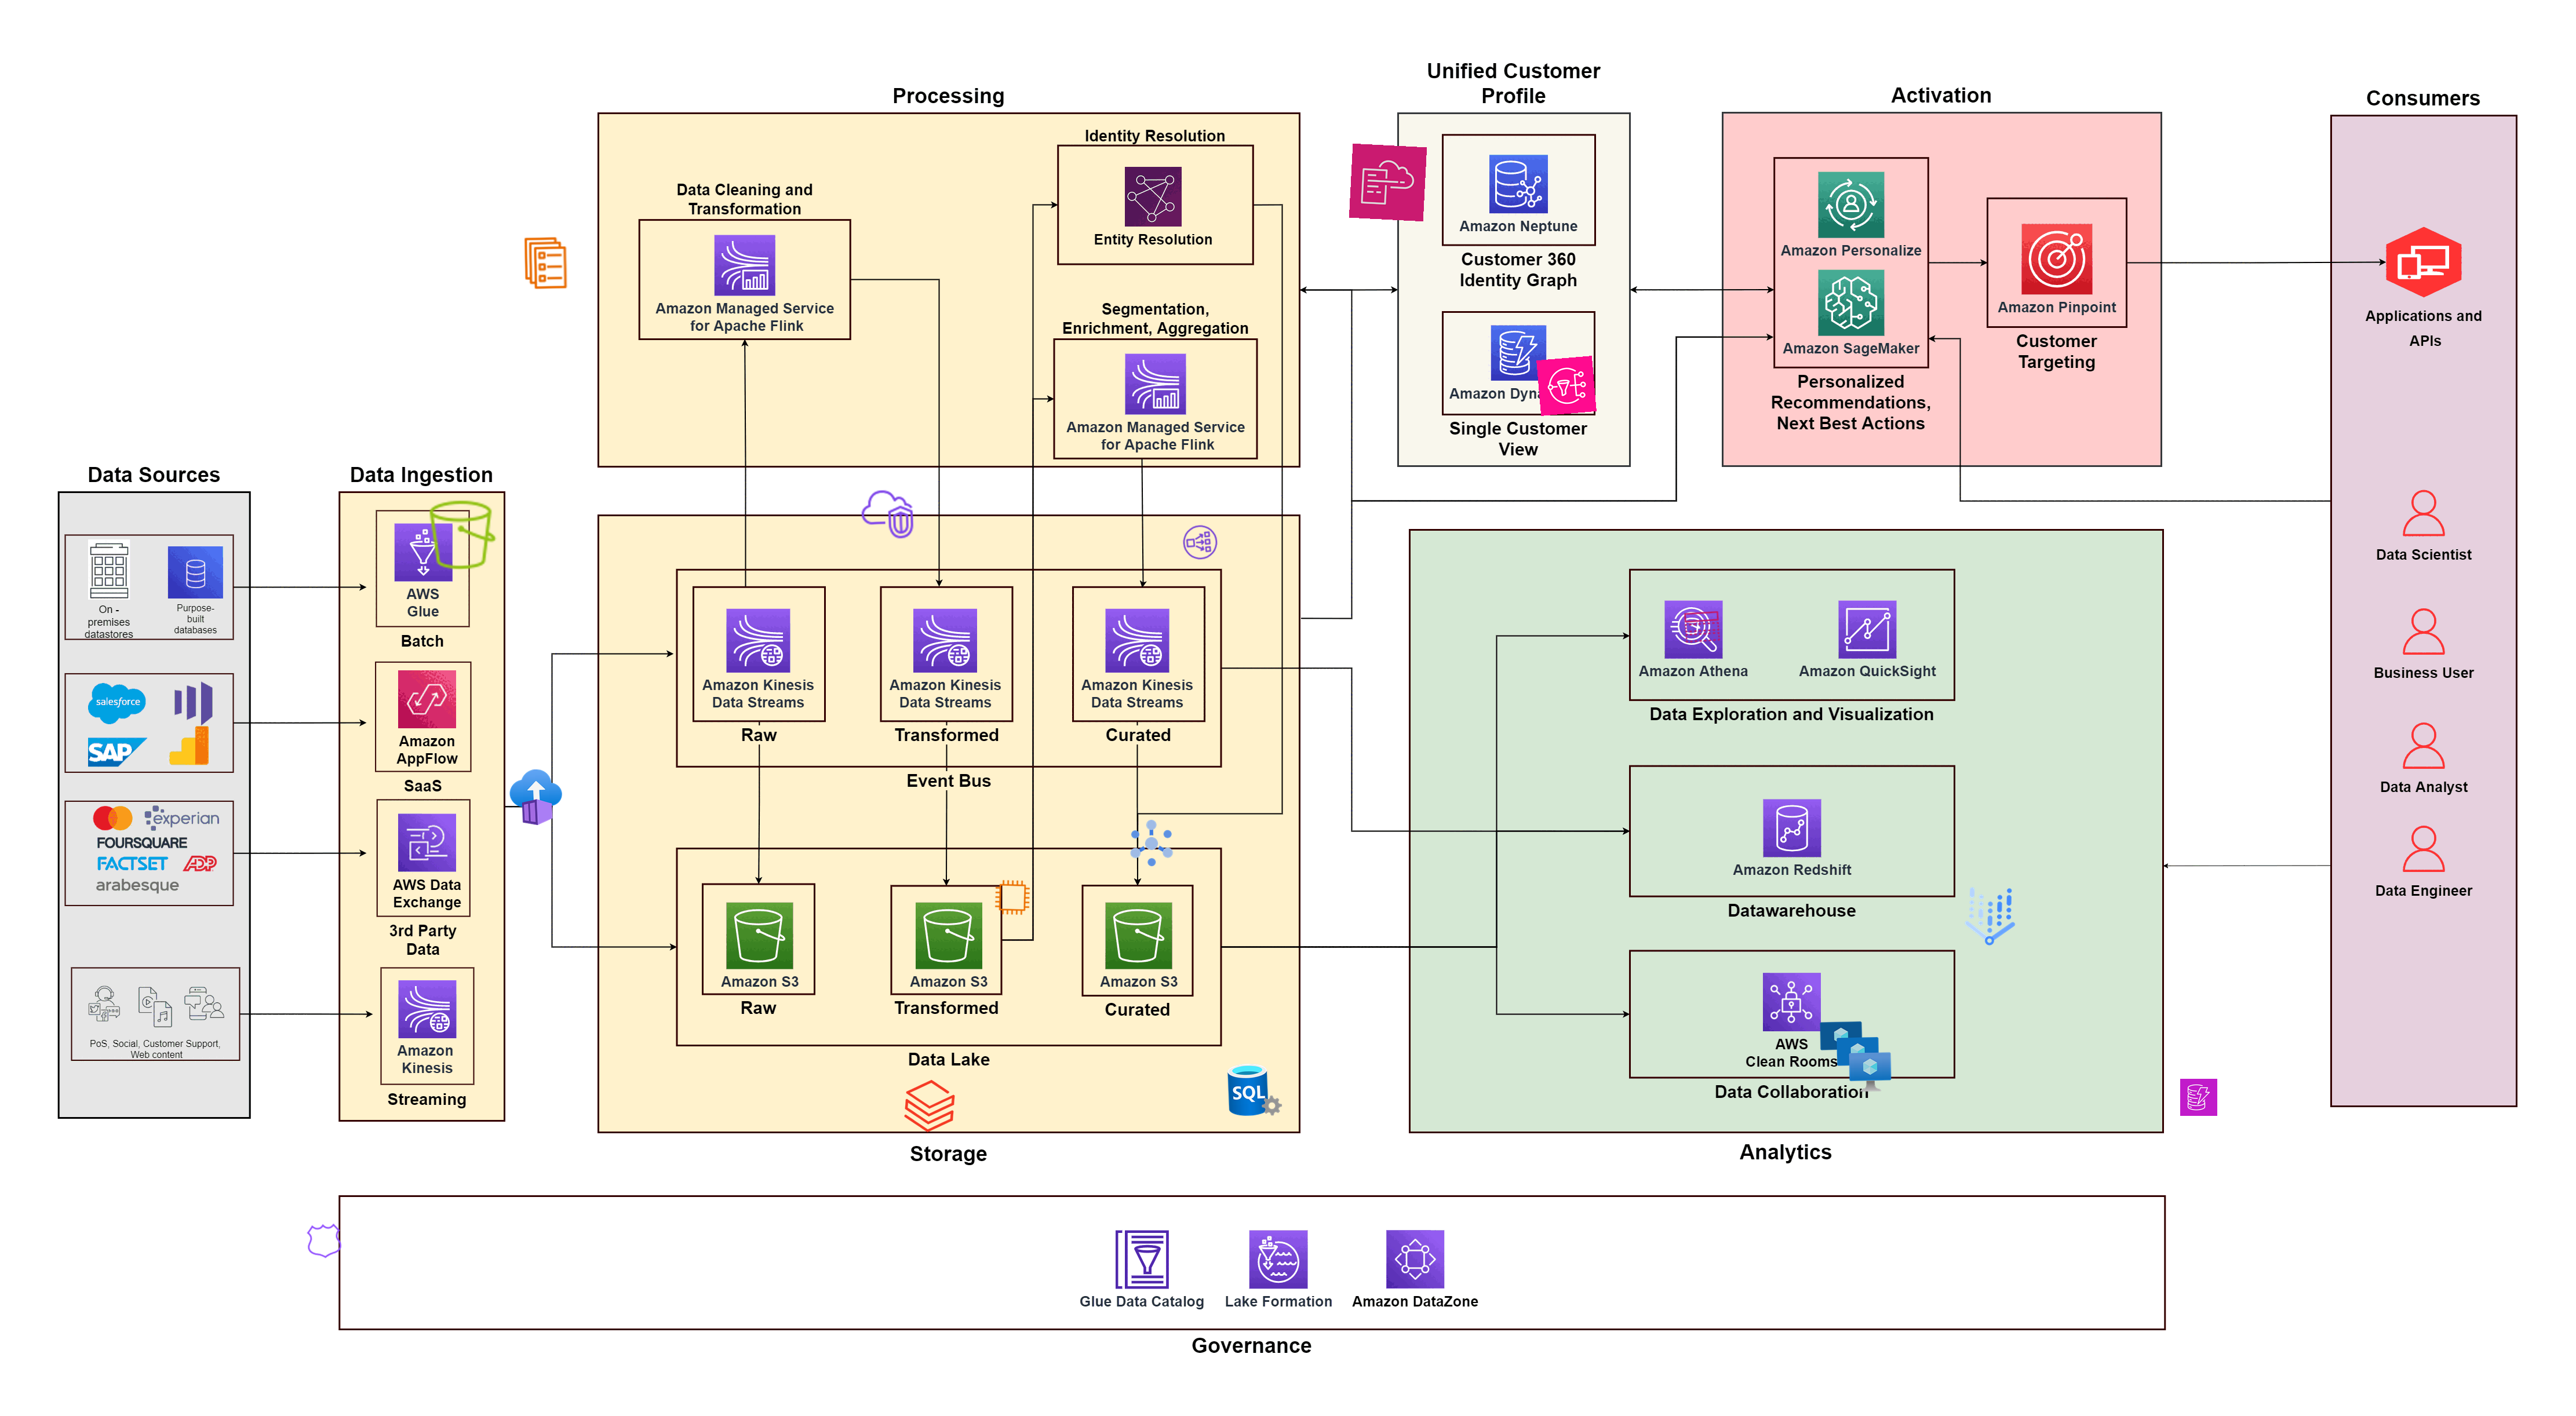 Data Sources
On -
premises
datastores
Purpose-
built
databases
salesforce
SAP
experian
FOURSQUARE
FACTSET
ADP
arabesque
PoS, Social, Customer Support,
Web content
Data Ingestion
AWS
Glue
Batch
Amazon
AppFlow
SaaS
AWS Data
Exchange
3rd Party
Data
Amazon
Kinesis
Streaming
Processing
Data Cleaning and
Transformation
Amazon Managed Service
for Apache Flink
Identity Resolution
Entity Resolution
Segmentation,
Enrichment, Aggregation
Amazon Managed Service
for Apache Flink
Amazon Kinesis
Data Streams
Raw
Amazon Kinesis
Data Streams
Transformed
Amazon Kinesis
Data Streams
Curated
Event Bus
Amazon S3
Raw
Amazon S3
Transformed
Amazon S3
Curated
Data Lake
SQL
Storage
Unified Customer
Profile
Amazon Neptune
Customer 360
Identity Graph
Amazon Dyn
Single Customer
View
Activation
Amazon Personalize
Amazon SageMaker
Personalized
Recommendations,
Next Best Actions
Amazon Pinpoint
Customer
Targeting
Amazon Athena
Amazon QuickSight
Data Exploration and Visualization
Amazon Redshift
Datawarehouse
AWS
Clean Rooms
Data Collaboration
Analytics
Consumers
Applications and
APIs
Data Scientist
Business User
Data Analyst
Data Engineer
Glue Data Catalog
Lake Formation
Amazon DataZone
Governance